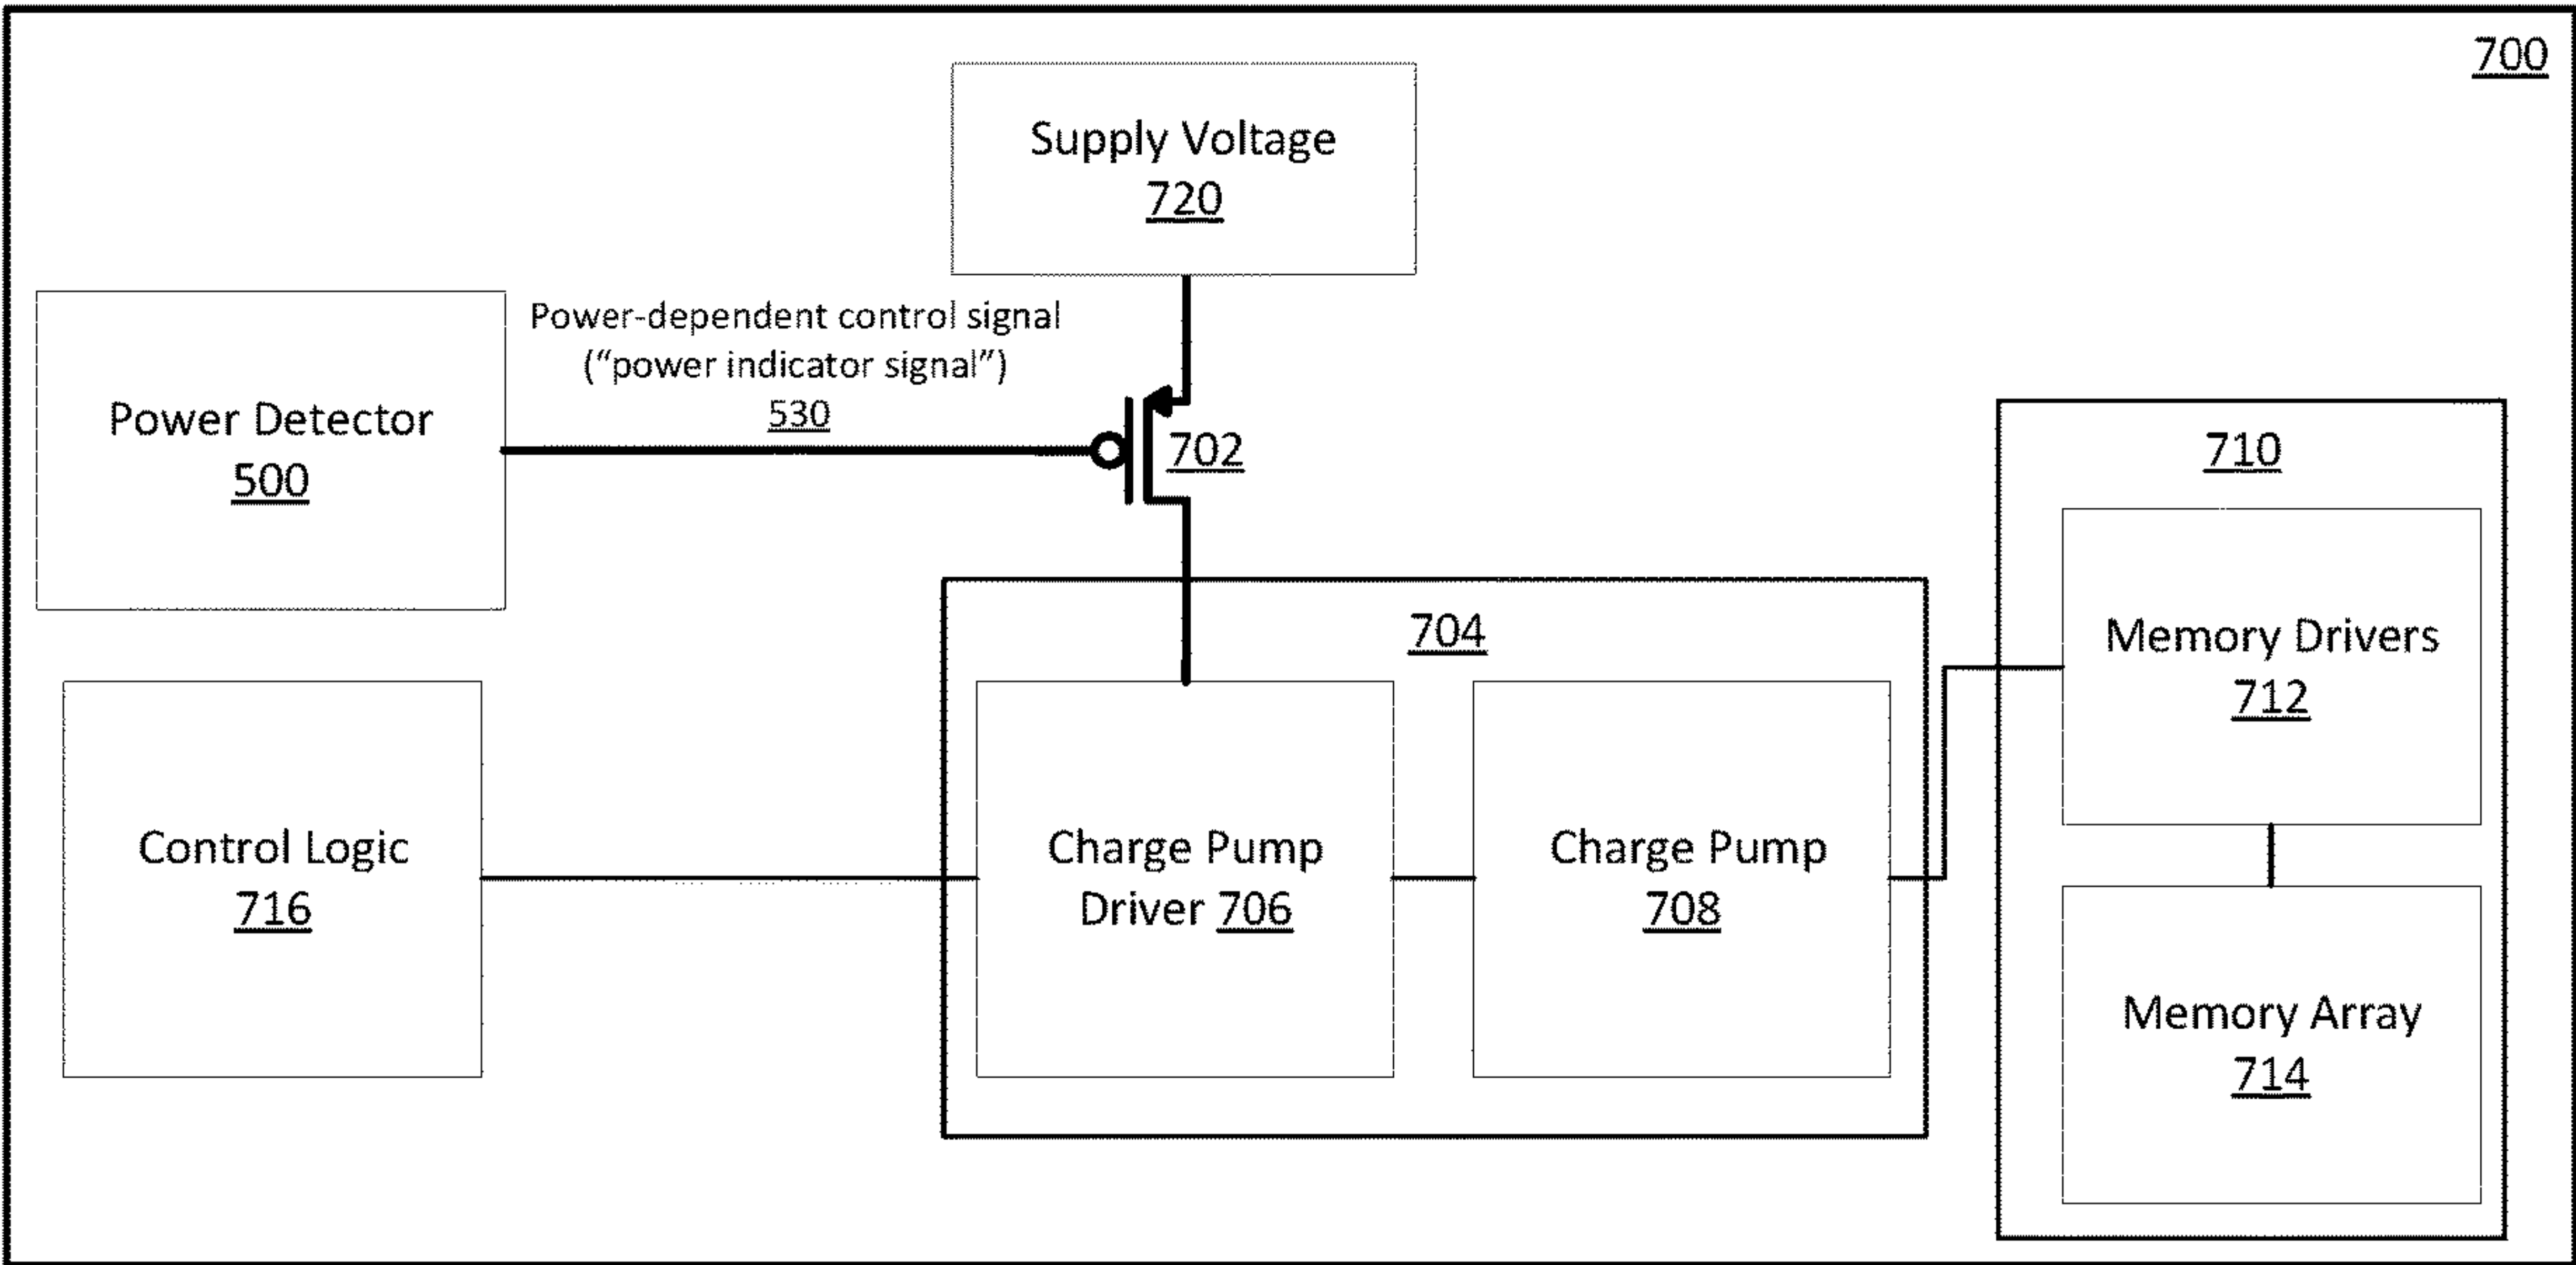 700
Supply Voltage
720
Power-dependent control signal
(“power indicator signal”)
530
Power Detector
500
702
710
704
Memory Drivers
712
Control Logic
716
Charge Pump
Driver 706
Charge Pump
708
Memory Array
714